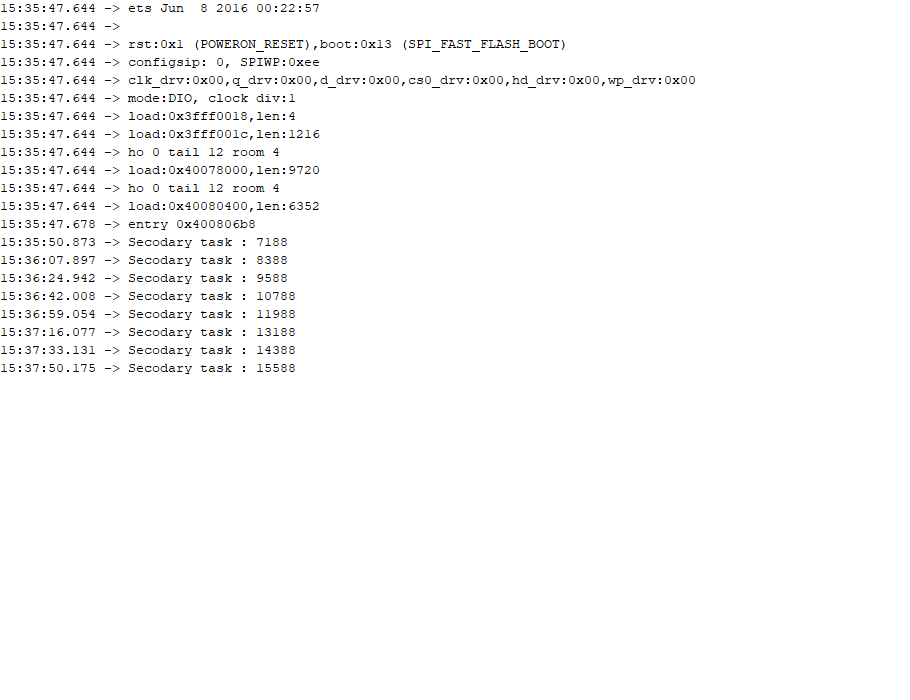 15:35:47.644 -> ets Jun  8 2016 00:22:57
15:35:47.644 ->
15:35:47.644 -> rst:0x1 (POWERON_RESET),boot:0x13 (SPI_FAST_FLASH_BOOT)
15:35:47.644 -> configsip: 0, SPIWP:0xee
15:35:47.644 -> clk_drv:0x00,q_drv:0x00,d_drv:0x00,cs0_drv:0x00,hd_drv:0x00,wp_drv:0x00
15:35:47.644 -> mode:DIO, clock div:1
15:35:47.644 -> load:0x3fff0018,len:4
15:35:47.644 -> load:0x3fff001c,len:1216
15:35:47.644 -> ho 0 tail 12 room 4
15:35:47.644 -> load:0x40078000,len:9720
15:35:47.644 -> ho 0 tail 12 room 4
15:35:47.644 -> load:0x40080400,len:6352
15:35:47.678 -> entry 0x400806b8
15:35:50.873 -> Secodary task : 7188
15:36:07.897 -> Secodary task : 8388
15:36:24.942 -> Secodary task : 9588
15:36:42.008 -> Secodary task : 10788
15:36:59.054 -> Secodary task : 11988
15:37:16.077 -> Secodary task : 13188
15:37:33.131 -> Secodary task : 14388
15:37:50.175 -> Secodary task : 15588